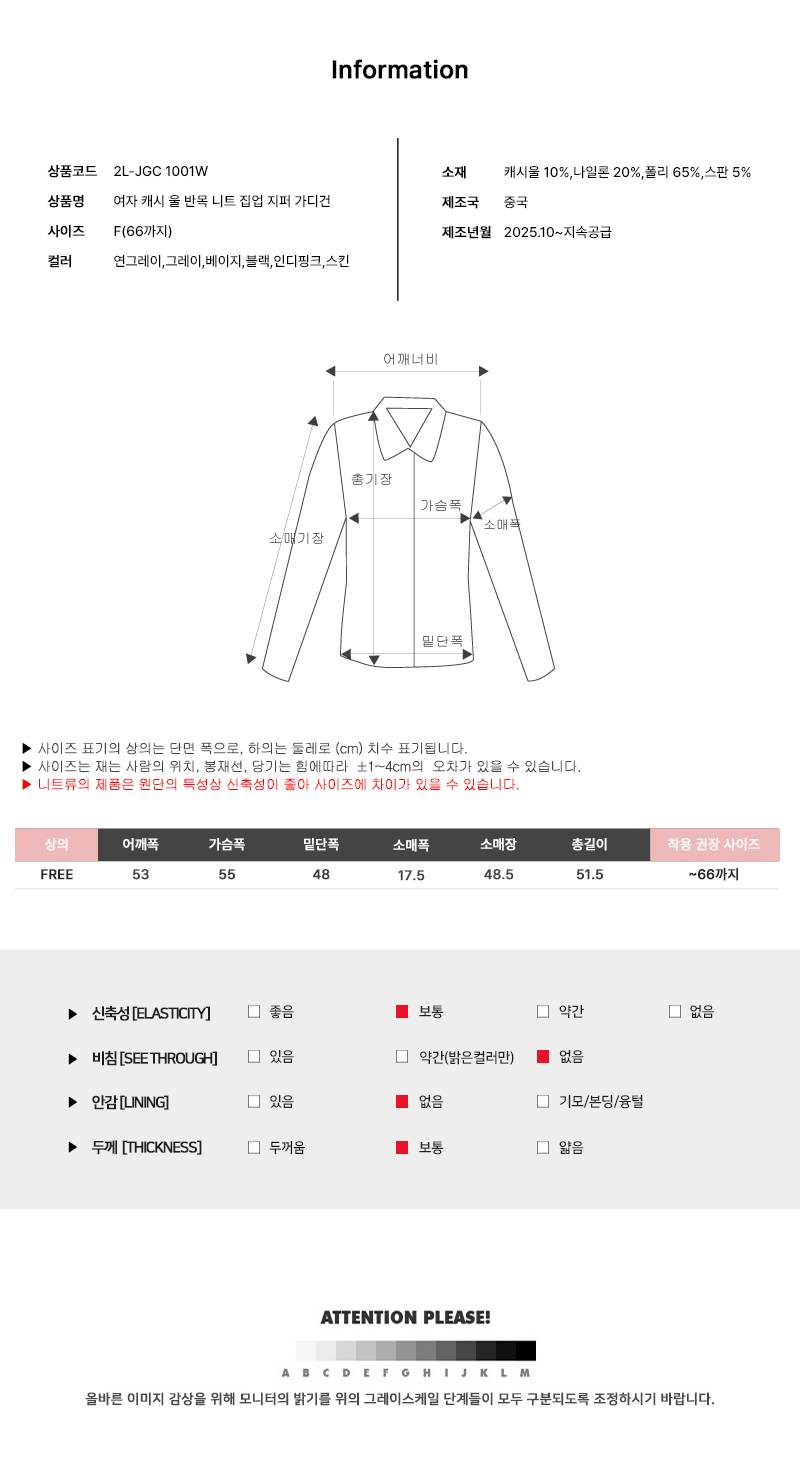 Information
상품코드 2L-JGC 1001W
상품명 여자 캐시 울 반목 니트 집업 지퍼 가디건
사이즈 F(66까지)
컬러 연그레이,그레이,베이지,블랙,인디핑크,스킨
소재 캐시울 10%,나일론 20%,폴리 65%,스판 5%
제조국 중국
제조년월 2025.10~지속공급
어깨너비
총기장
가슴폭
소매폭
소매기장
밑단폭
▶ 사이즈 표기의 상의는 단면 폭으로, 하의는 둘레로 (cm) 치수 표기됩니다.
▶ 사이즈는 재는 사람의 위치, 봉재선, 당기는 힘에따라 ±1~4cm의 오차가 있을 수 있습니다.
▶ 니트류의 제품은 원단의 특성상 신축성이 좋아 사이즈에 차이가 있을 수 있습니다.
상의 어깨폭 가슴폭 밑단폭 소매폭 소매장 총길이 착용 권장 사이즈
FREE 53 55 48 17.5 48.5 51.5 ~66까지
▶ 신축성 [ELASTICITY] 좋음 보통 약간 없음
▶ 비침 [SEE THROUGH] 있음 약간(밝은컬러만) 없음
▶ 안감 [LINING] 있음 없음 기모/본딩/융털
▶ 두께 [THICKNESS] 두꺼움 보통 얇음
ATTENTION PLEASE!
A B C D E F G H I J K L M
올바른 이미지 감상을 위해 모니터의 밝기를 위의 그레이스케일 단계들이 모두 구분되도록 조정하시기 바랍니다.